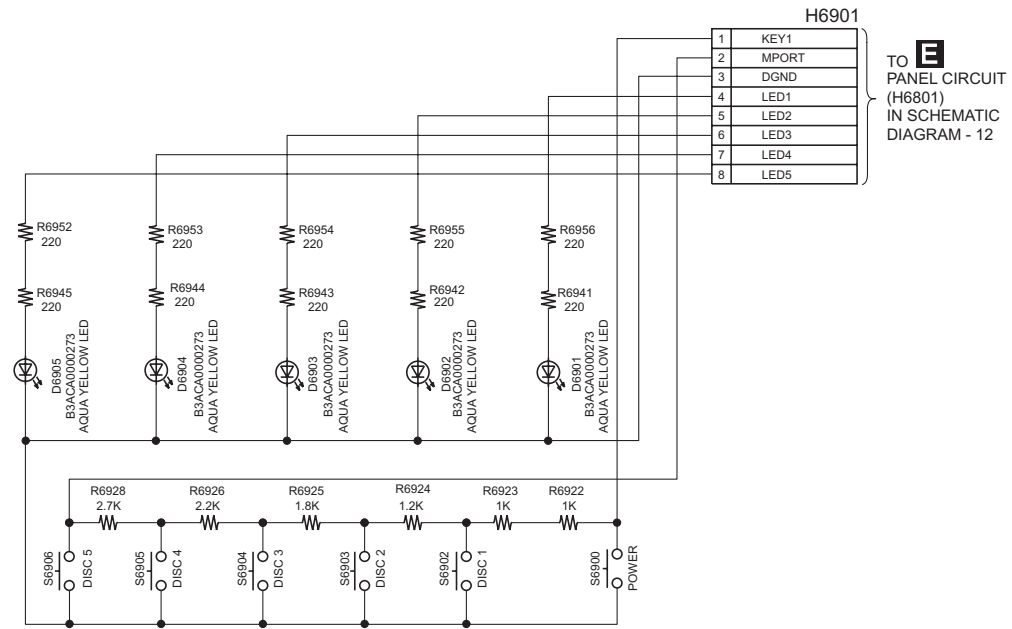 H6901
1 KEY1
2 MPORT
3 DGND
4 LED1
5 LED2
6 LED3
7 LED4
8 LED5
TO E
PANEL CIRCUIT
(H6801)
IN SCHEMATIC
DIAGRAM - 12
R6952
220
R6953
220
R6954
220
R6955
220
R6956
220
R6945
220
R6944
220
R6943
220
R6942
220
R6941
220
D6905
B3ACA0000273
AQUA YELLOW LED
D6904
B3ACA0000273
AQUA YELLOW LED
D6903
B3ACA0000273
AQUA YELLOW LED
D6902
B3ACA0000273
AQUA YELLOW LED
D6901
B3ACA0000273
AQUA YELLOW LED
R6928
2.7K
R6926
2.2K
R6925
1.8K
R6924
1.2K
R6923
1K
R6922
1K
S6906
DISC 5
S6905
DISC 4
S6904
DISC 3
S6903
DISC 2
S6902
DISC 1
S6900
POWER